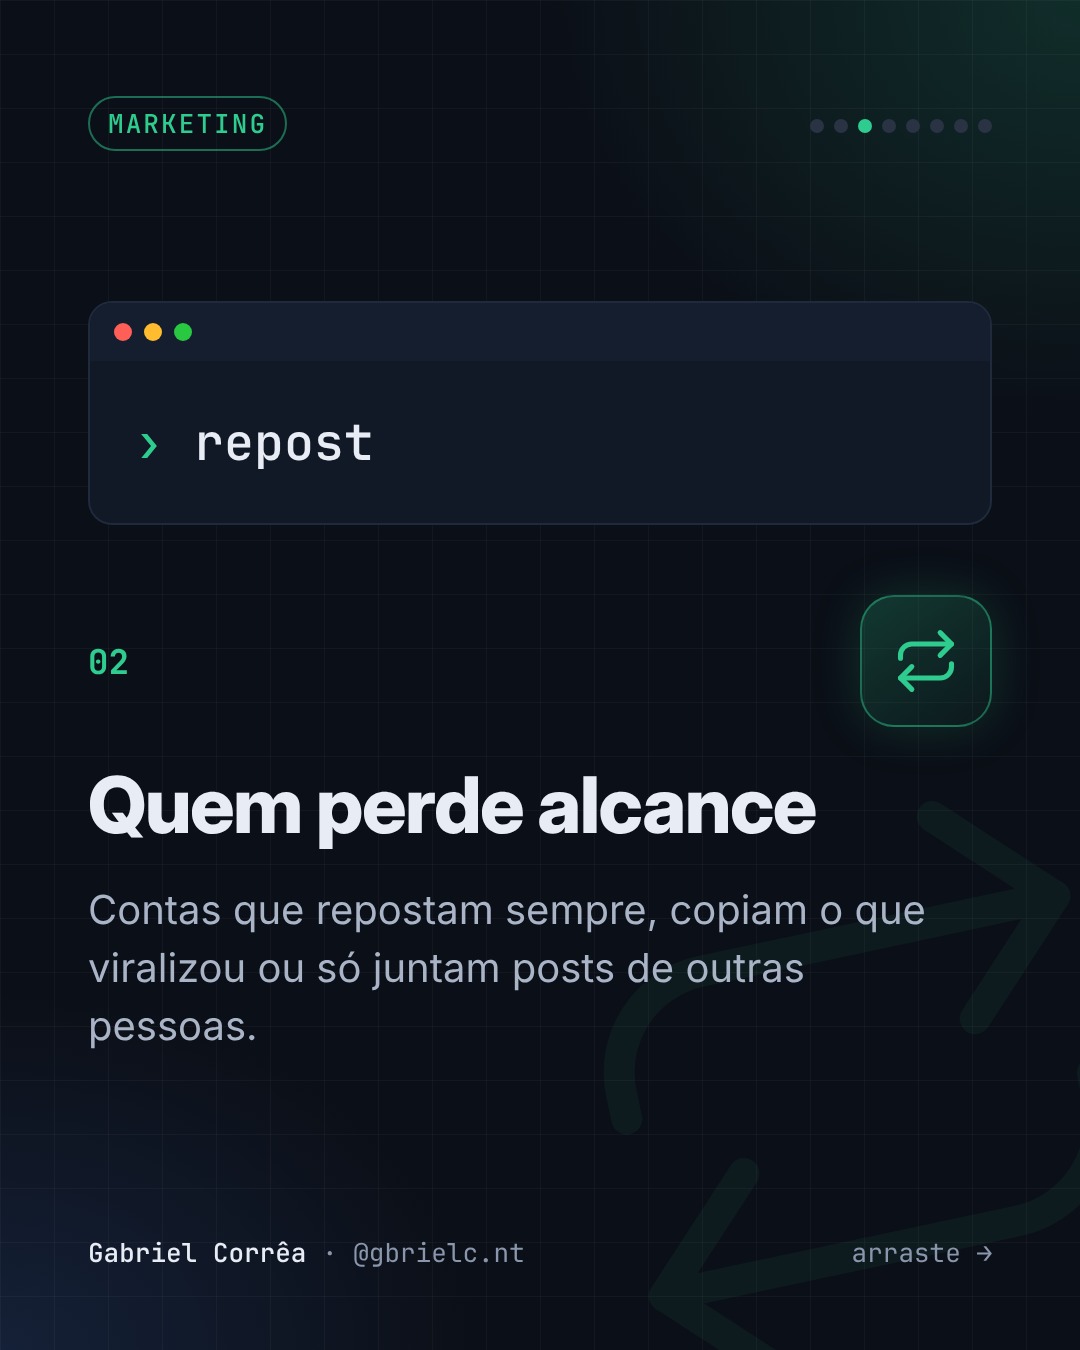 MARKETING
› repost
02
Quem perde alcance
Contas que repostam sempre, copiam o que
viralizou ou só juntam posts de outras
pessoas.
Gabriel Corrêa · @gbrielc.nt
arraste →